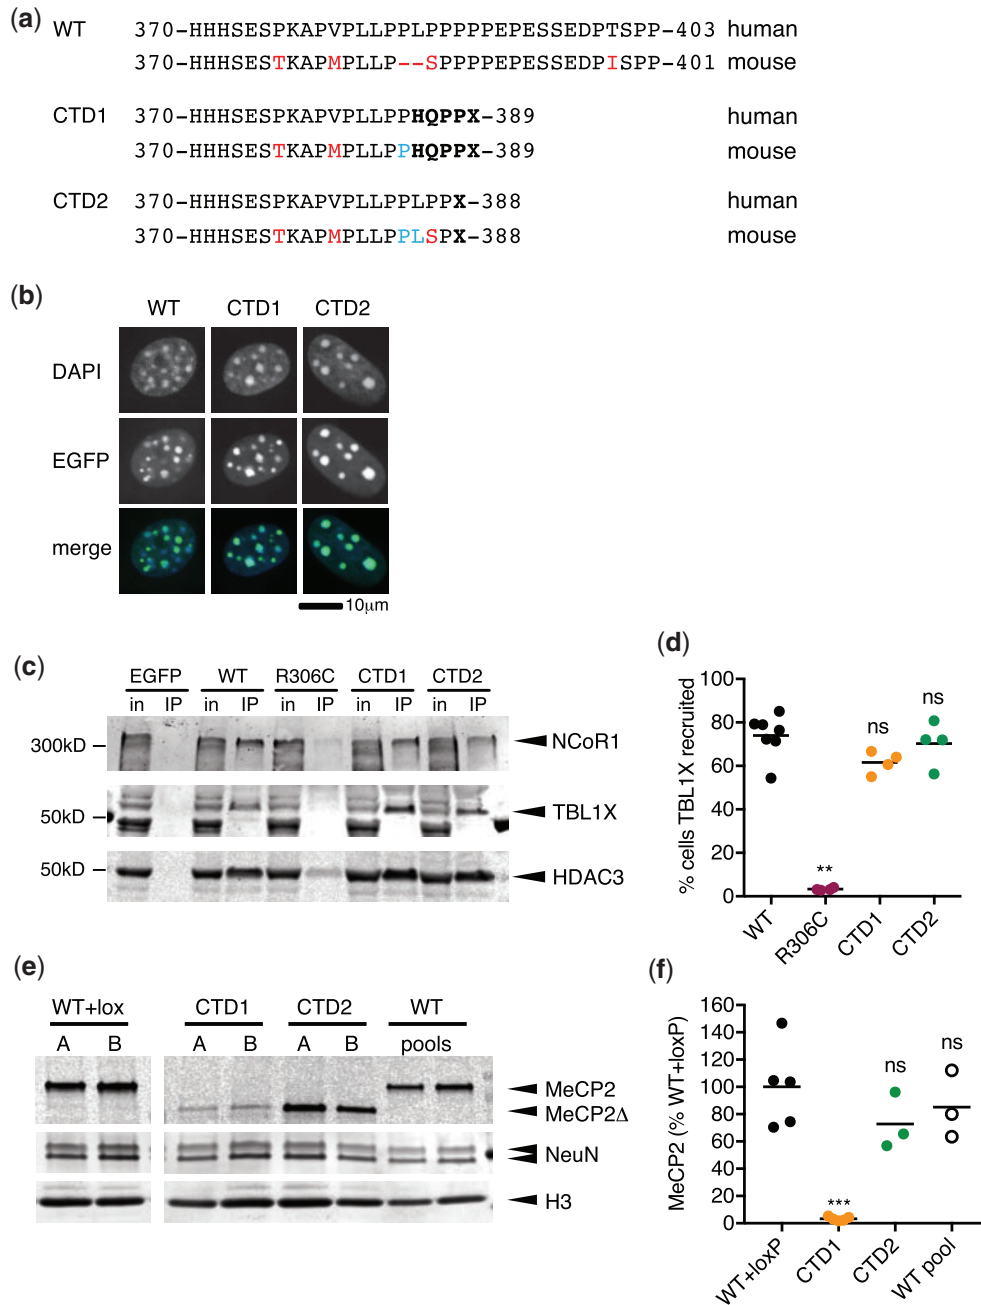 (a)
WT 370-HHHSESPKAPVPLLPPLPPPPPEPESSEDPTSPP-403 human
370-HHHSESTKAPMPLLP--SPPPPEPESSEDPISPP-401 mouse
CTD1 370-HHHSESPKAPVPLLPPHQPPX-389 human
370-HHHSESTKAPMPLLPPHQPPX-389 mouse
CTD2 370-HHHSESPKAPVPLLPPLPPX-388 human
370-HHHSESTKAPMPLLPPLSPX-388 mouse
(b)
WT CTD1 CTD2
DAPI
EGFP
merge
10µm
(c)
EGFP WT R306C CTD1 CTD2
in IP in IP in IP in IP in IP
300kD NCoR1
50kD TBL1X
50kD HDAC3
(d)
% cells TBL1X recruited
100
80
60
40
20
0
ns
ns
**
WT R306C CTD1 CTD2
(e)
WT+lox CTD1 CTD2 WT
A B A B A B pools
MeCP2
MeCP2Δ
NeuN
H3
(f)
MeCP2 (% WT+loxP)
160
140
120
100
80
60
40
20
0
ns
ns
***
WT+loxP CTD1 CTD2 WT pool